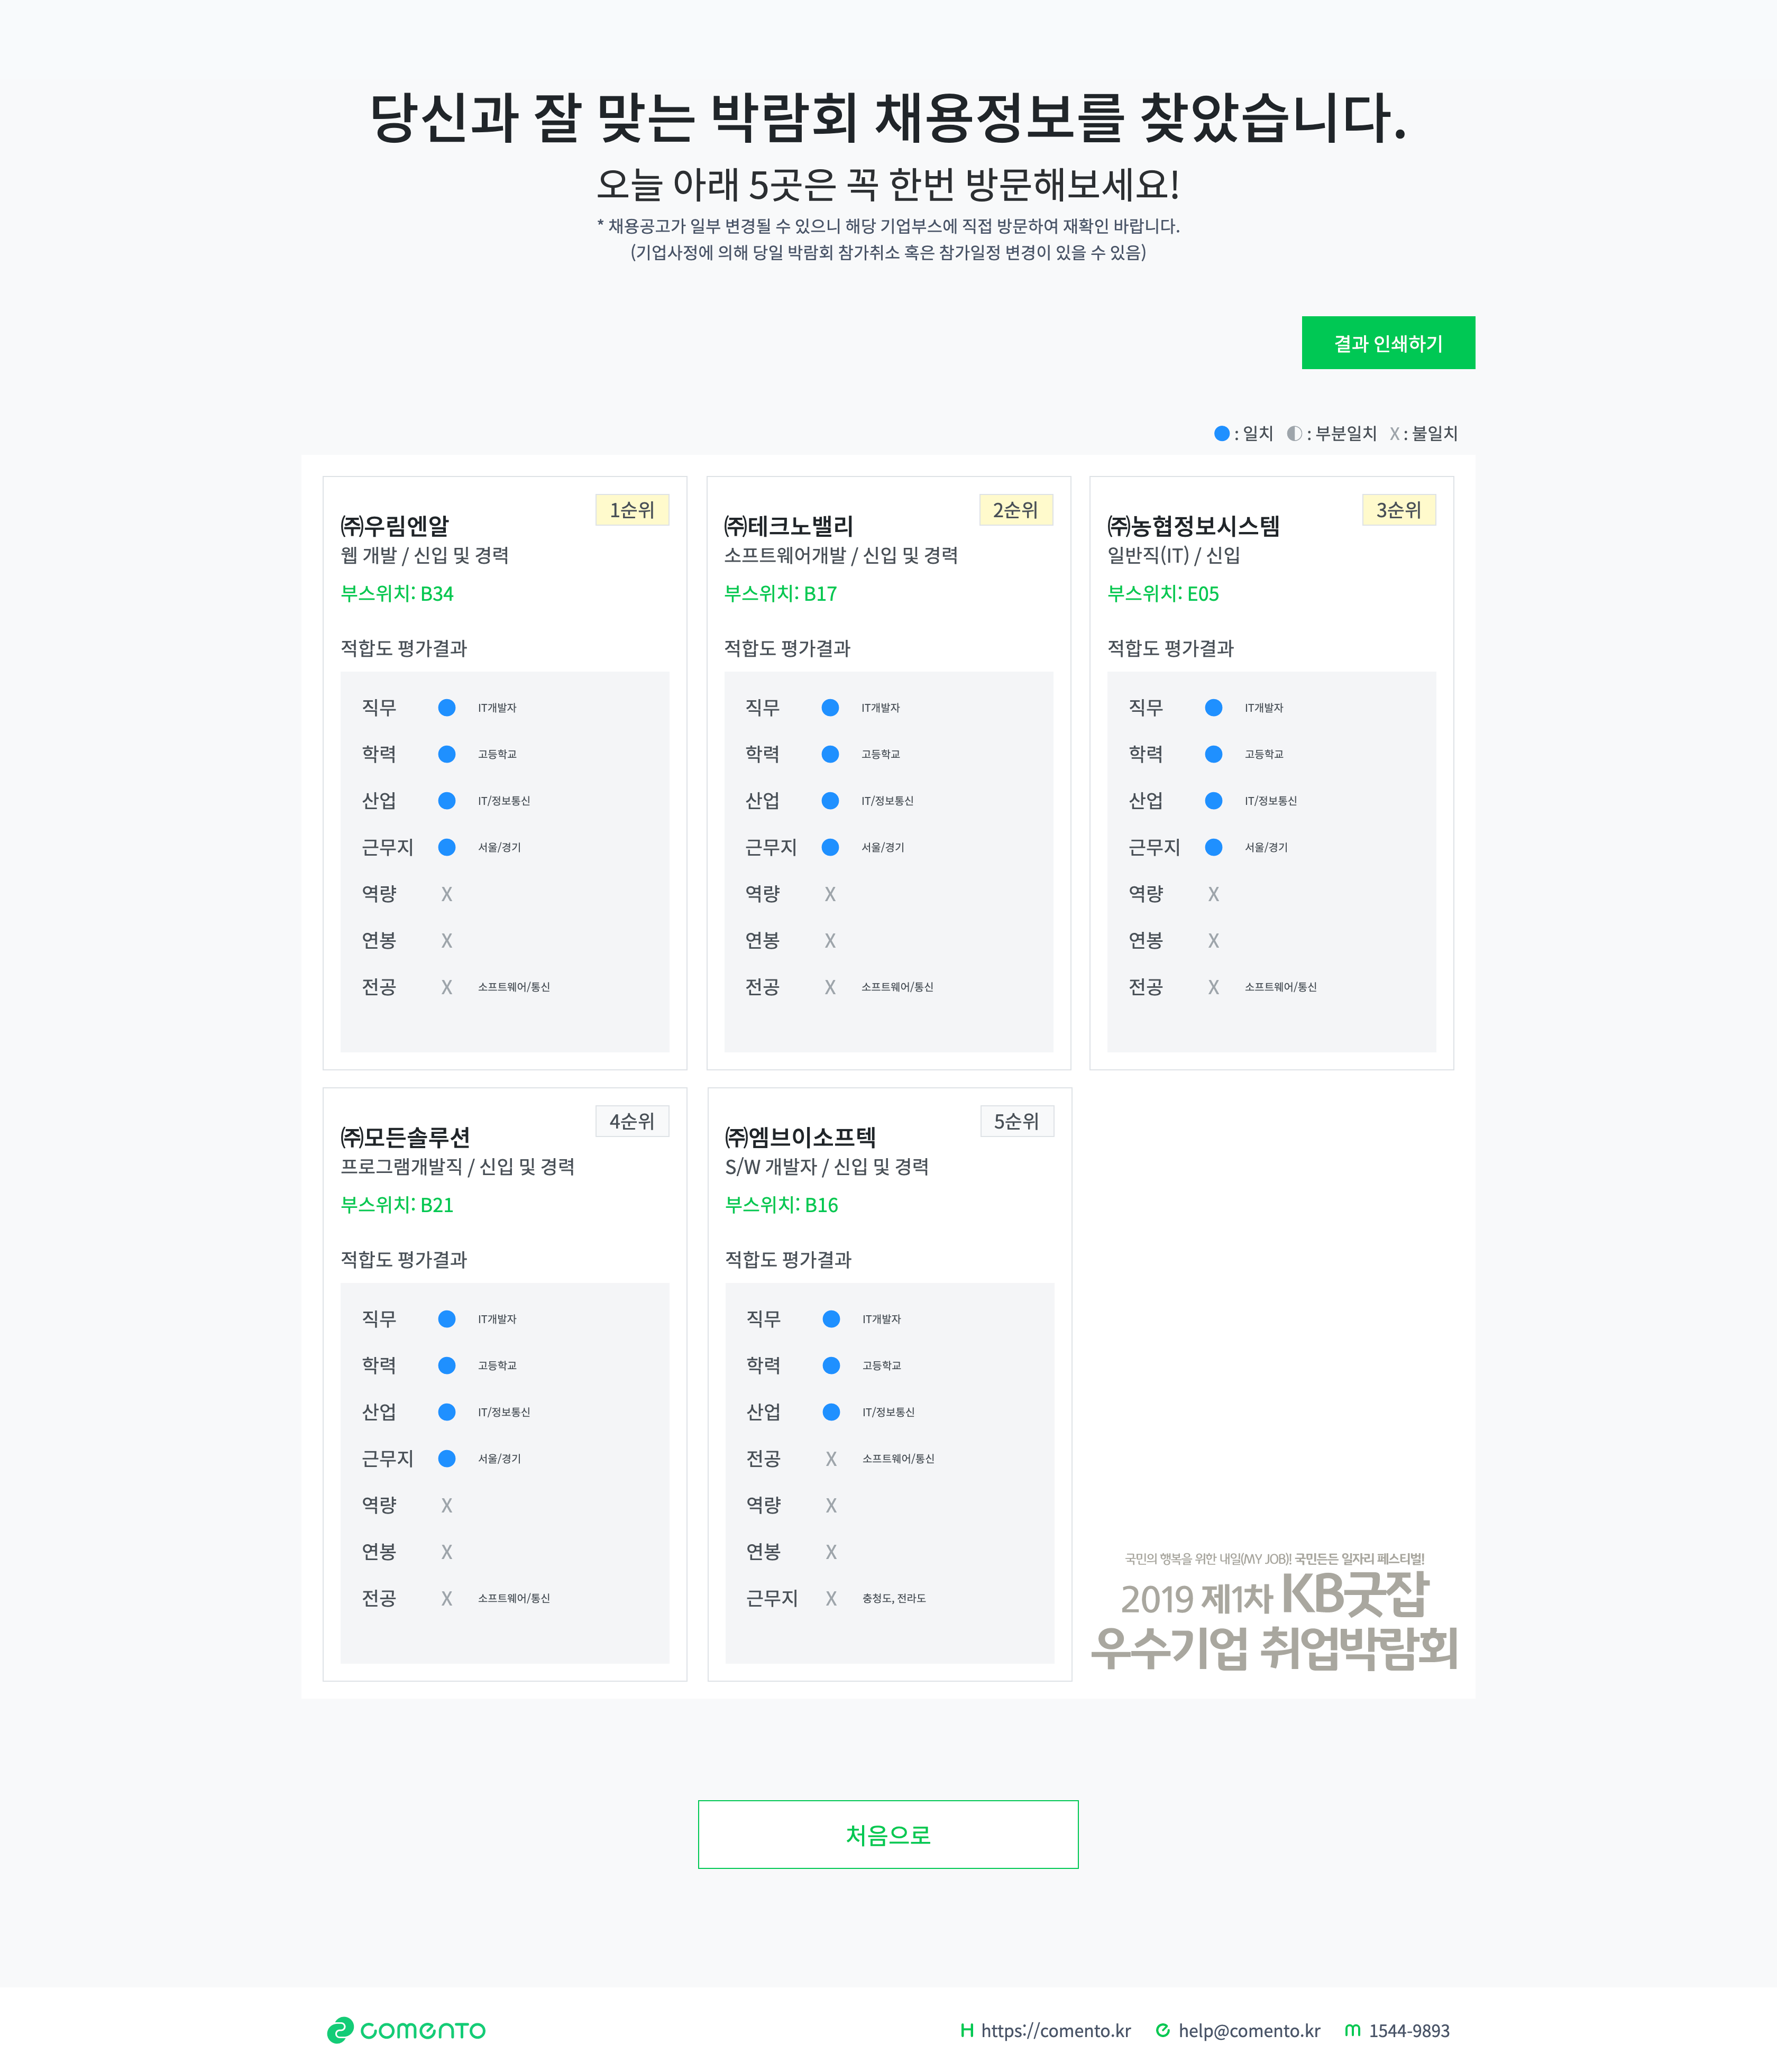 당신과 잘 맞는 박람회 채용정보를 찾았습니다.
오늘 아래 5곳은 꼭 한번 방문해보세요!
* 채용공고가 일부 변경될 수 있으니 해당 기업부스에 직접 방문하여 재확인 바랍니다.
(기업사정에 의해 당일 박람회 참가취소 혹은 참가일정 변경이 있을 수 있음)
결과 인쇄하기
: 일치 : 부분일치 X : 불일치
1순위
㈜우림엔알
웹 개발 / 신입 및 경력
부스위치: B34
적합도 평가결과
직무 IT개발자
학력 고등학교
산업 IT/정보통신
근무지 서울/경기
역량 X
연봉 X
전공 X 소프트웨어/통신
2순위
㈜테크노밸리
소프트웨어개발 / 신입 및 경력
부스위치: B17
적합도 평가결과
직무 IT개발자
학력 고등학교
산업 IT/정보통신
근무지 서울/경기
역량 X
연봉 X
전공 X 소프트웨어/통신
3순위
㈜농협정보시스템
일반직(IT) / 신입
부스위치: E05
적합도 평가결과
직무 IT개발자
학력 고등학교
산업 IT/정보통신
근무지 서울/경기
역량 X
연봉 X
전공 X 소프트웨어/통신
4순위
㈜모든솔루션
프로그램개발직 / 신입 및 경력
부스위치: B21
적합도 평가결과
직무 IT개발자
학력 고등학교
산업 IT/정보통신
근무지 서울/경기
역량 X
연봉 X
전공 X 소프트웨어/통신
5순위
㈜엠브이소프텍
S/W 개발자 / 신입 및 경력
부스위치: B16
적합도 평가결과
직무 IT개발자
학력 고등학교
산업 IT/정보통신
전공 X 소프트웨어/통신
역량 X
연봉 X
근무지 X 충청도, 전라도
국민의 행복을 위한 내일(MY JOB)! 국민든든 일자리 페스티벌!
2019 제1차 KB굿잡
우수기업 취업박람회
처음으로
comento
H https://comento.kr e help@comento.kr m 1544-9893